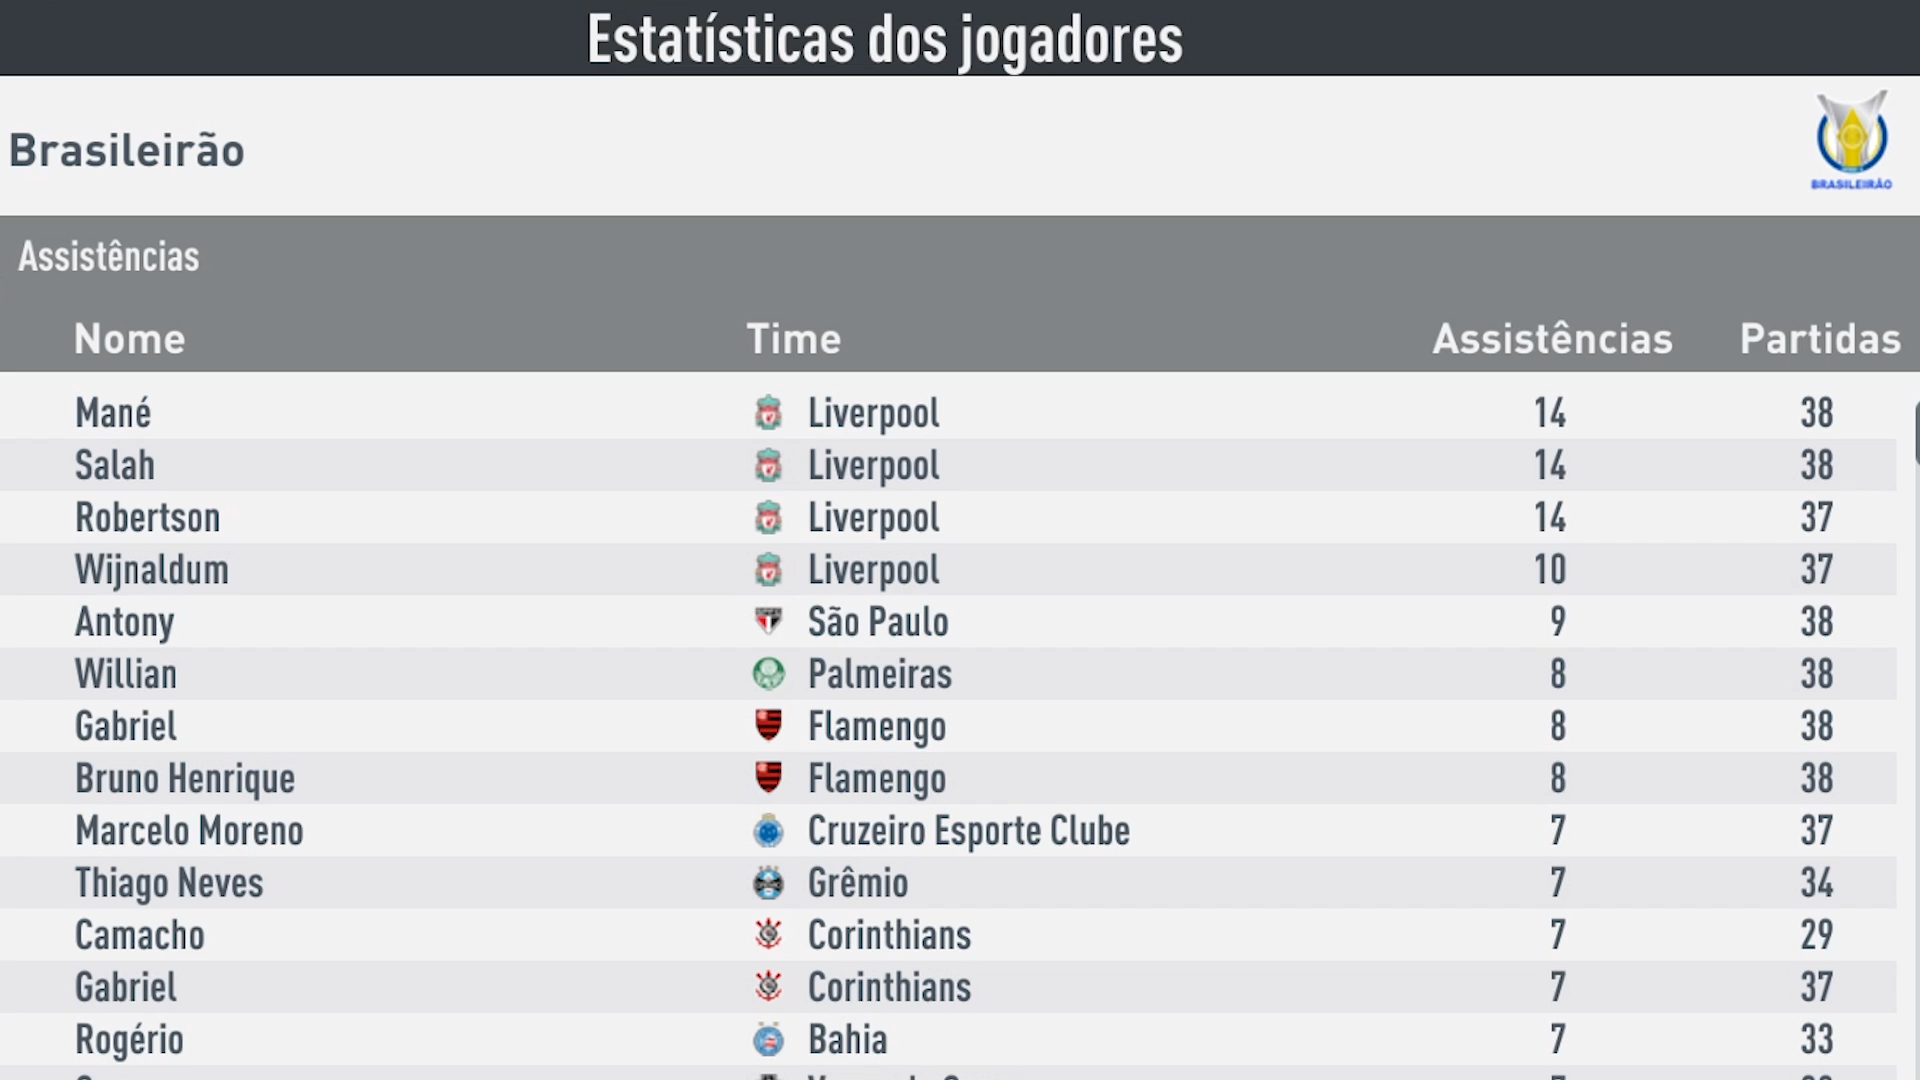 Estatísticas dos jogadores
Brasileirão
BRASILEIRÃO
Assistências
Nome Time Assistências Partidas
Mané Liverpool 14 38
Salah Liverpool 14 38
Robertson Liverpool 14 37
Wijnaldum Liverpool 10 37
Antony São Paulo 9 38
Willian Palmeiras 8 38
Gabriel Flamengo 8 38
Bruno Henrique Flamengo 8 38
Marcelo Moreno Cruzeiro Esporte Clube 7 37
Thiago Neves Grêmio 7 34
Camacho Corinthians 7 29
Gabriel Corinthians 7 37
Rogério Bahia 7 33